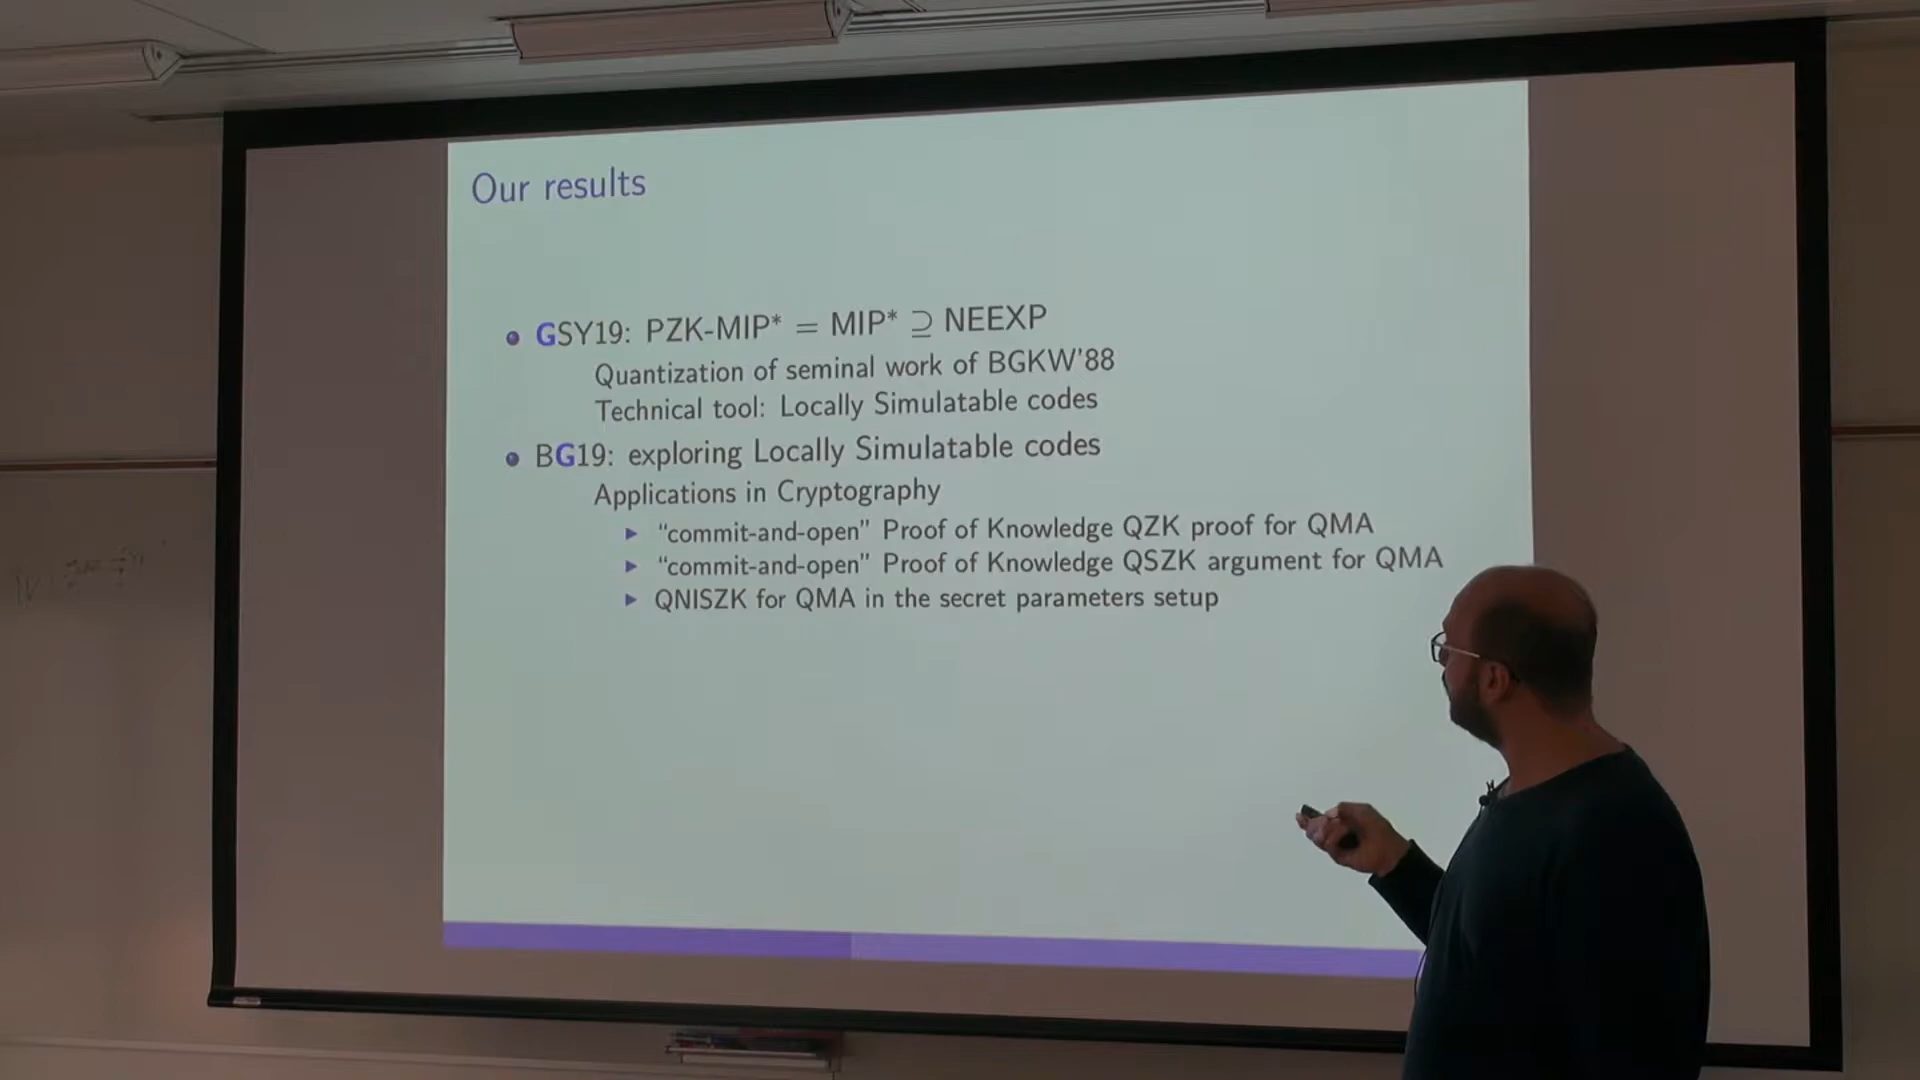 Our results
GSY19: PZK-MIP* = MIP* ⊇ NEEXP
Quantization of seminal work of BGKW'88
Technical tool: Locally Simulatable codes
BG19: exploring Locally Simulatable codes
Applications in Cryptography
"commit-and-open" Proof of Knowledge QZK proof for QMA
"commit-and-open" Proof of Knowledge QSZK argument for QMA
QNISZK for QMA in the secret parameters setup